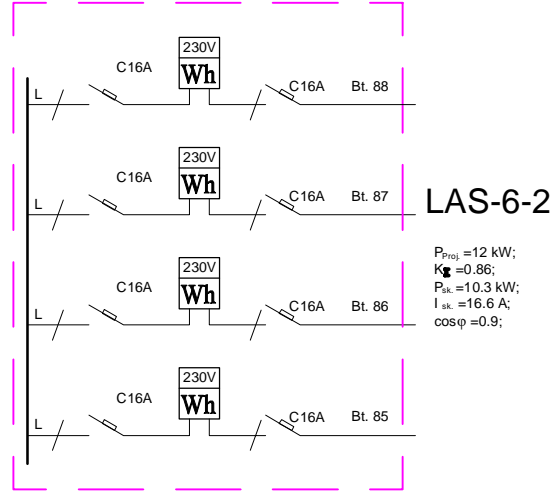 230V
C16A
Wh
C16A
Bt. 88
L
230V
C16A
Wh
C16A
Bt. 87
L
LAS-6-2
PProj. =12 kW;
K =0.86;
Psk. =10.3 kW;
I sk. =16.6 A;
cosφ =0.9;
230V
C16A
Wh
C16A
Bt. 86
L
230V
C16A
Wh
C16A
Bt. 85
L